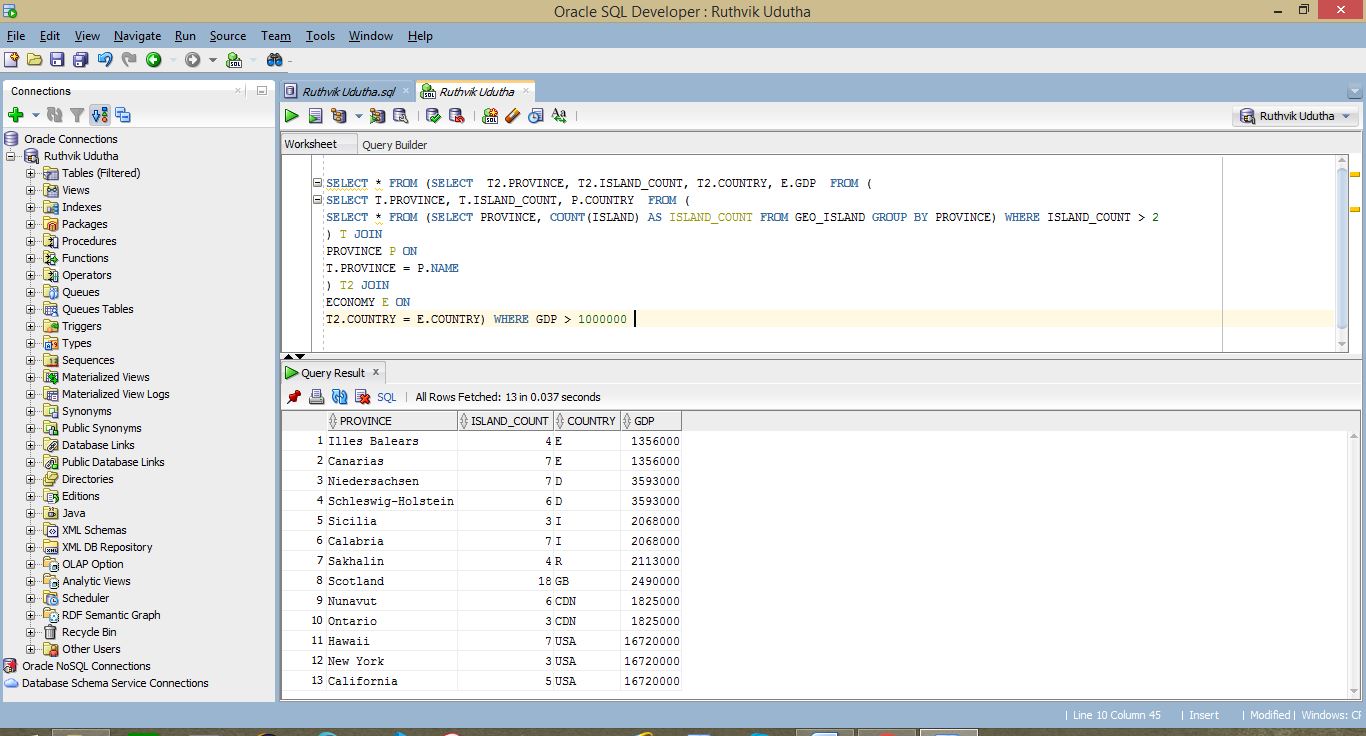 Oracle SQL Developer : Ruthvik Udutha
File Edit View Navigate Run Source Team Tools Window Help
Connections
Oracle Connections
Ruthvik Udutha
Tables (Filtered)
Views
Indexes
Packages
Procedures
Functions
Operators
Queues
Queues Tables
Triggers
Types
Sequences
Materialized Views
Materialized View Logs
Synonyms
Public Synonyms
Database Links
Public Database Links
Directories
Editions
Java
XML Schemas
XML DB Repository
OLAP Option
Analytic Views
Scheduler
RDF Semantic Graph
Recycle Bin
Other Users
Oracle NoSQL Connections
Database Schema Service Connections
Ruthvik Udutha.sql
Ruthvik Udutha
Ruthvik Udutha
Worksheet Query Builder
SELECT * FROM (SELECT T2.PROVINCE, T2.ISLAND_COUNT, T2.COUNTRY, E.GDP FROM (
SELECT T.PROVINCE, T.ISLAND_COUNT, P.COUNTRY FROM (
SELECT * FROM (SELECT PROVINCE, COUNT(ISLAND) AS ISLAND_COUNT FROM GEO_ISLAND GROUP BY PROVINCE) WHERE ISLAND_COUNT > 2
) T JOIN
PROVINCE P ON
T.PROVINCE = P.NAME
) T2 JOIN
ECONOMY E ON
T2.COUNTRY = E.COUNTRY) WHERE GDP > 1000000
Query Result x
SQL | All Rows Fetched: 13 in 0.037 seconds
PROVINCE ISLAND_COUNT COUNTRY GDP
1 Illes Balears 4 E 1356000
2 Canarias 7 E 1356000
3 Niedersachsen 7 D 3593000
4 Schleswig-Holstein 6 D 3593000
5 Sicilia 3 I 2068000
6 Calabria 7 I 2068000
7 Sakhalin 4 R 2113000
8 Scotland 18 GB 2490000
9 Nunavut 6 CDN 1825000
10 Ontario 3 CDN 1825000
11 Hawaii 7 USA 16720000
12 New York 3 USA 16720000
13 California 5 USA 16720000
| Line 10 Column 45 | Insert | Modified | Windows: CF